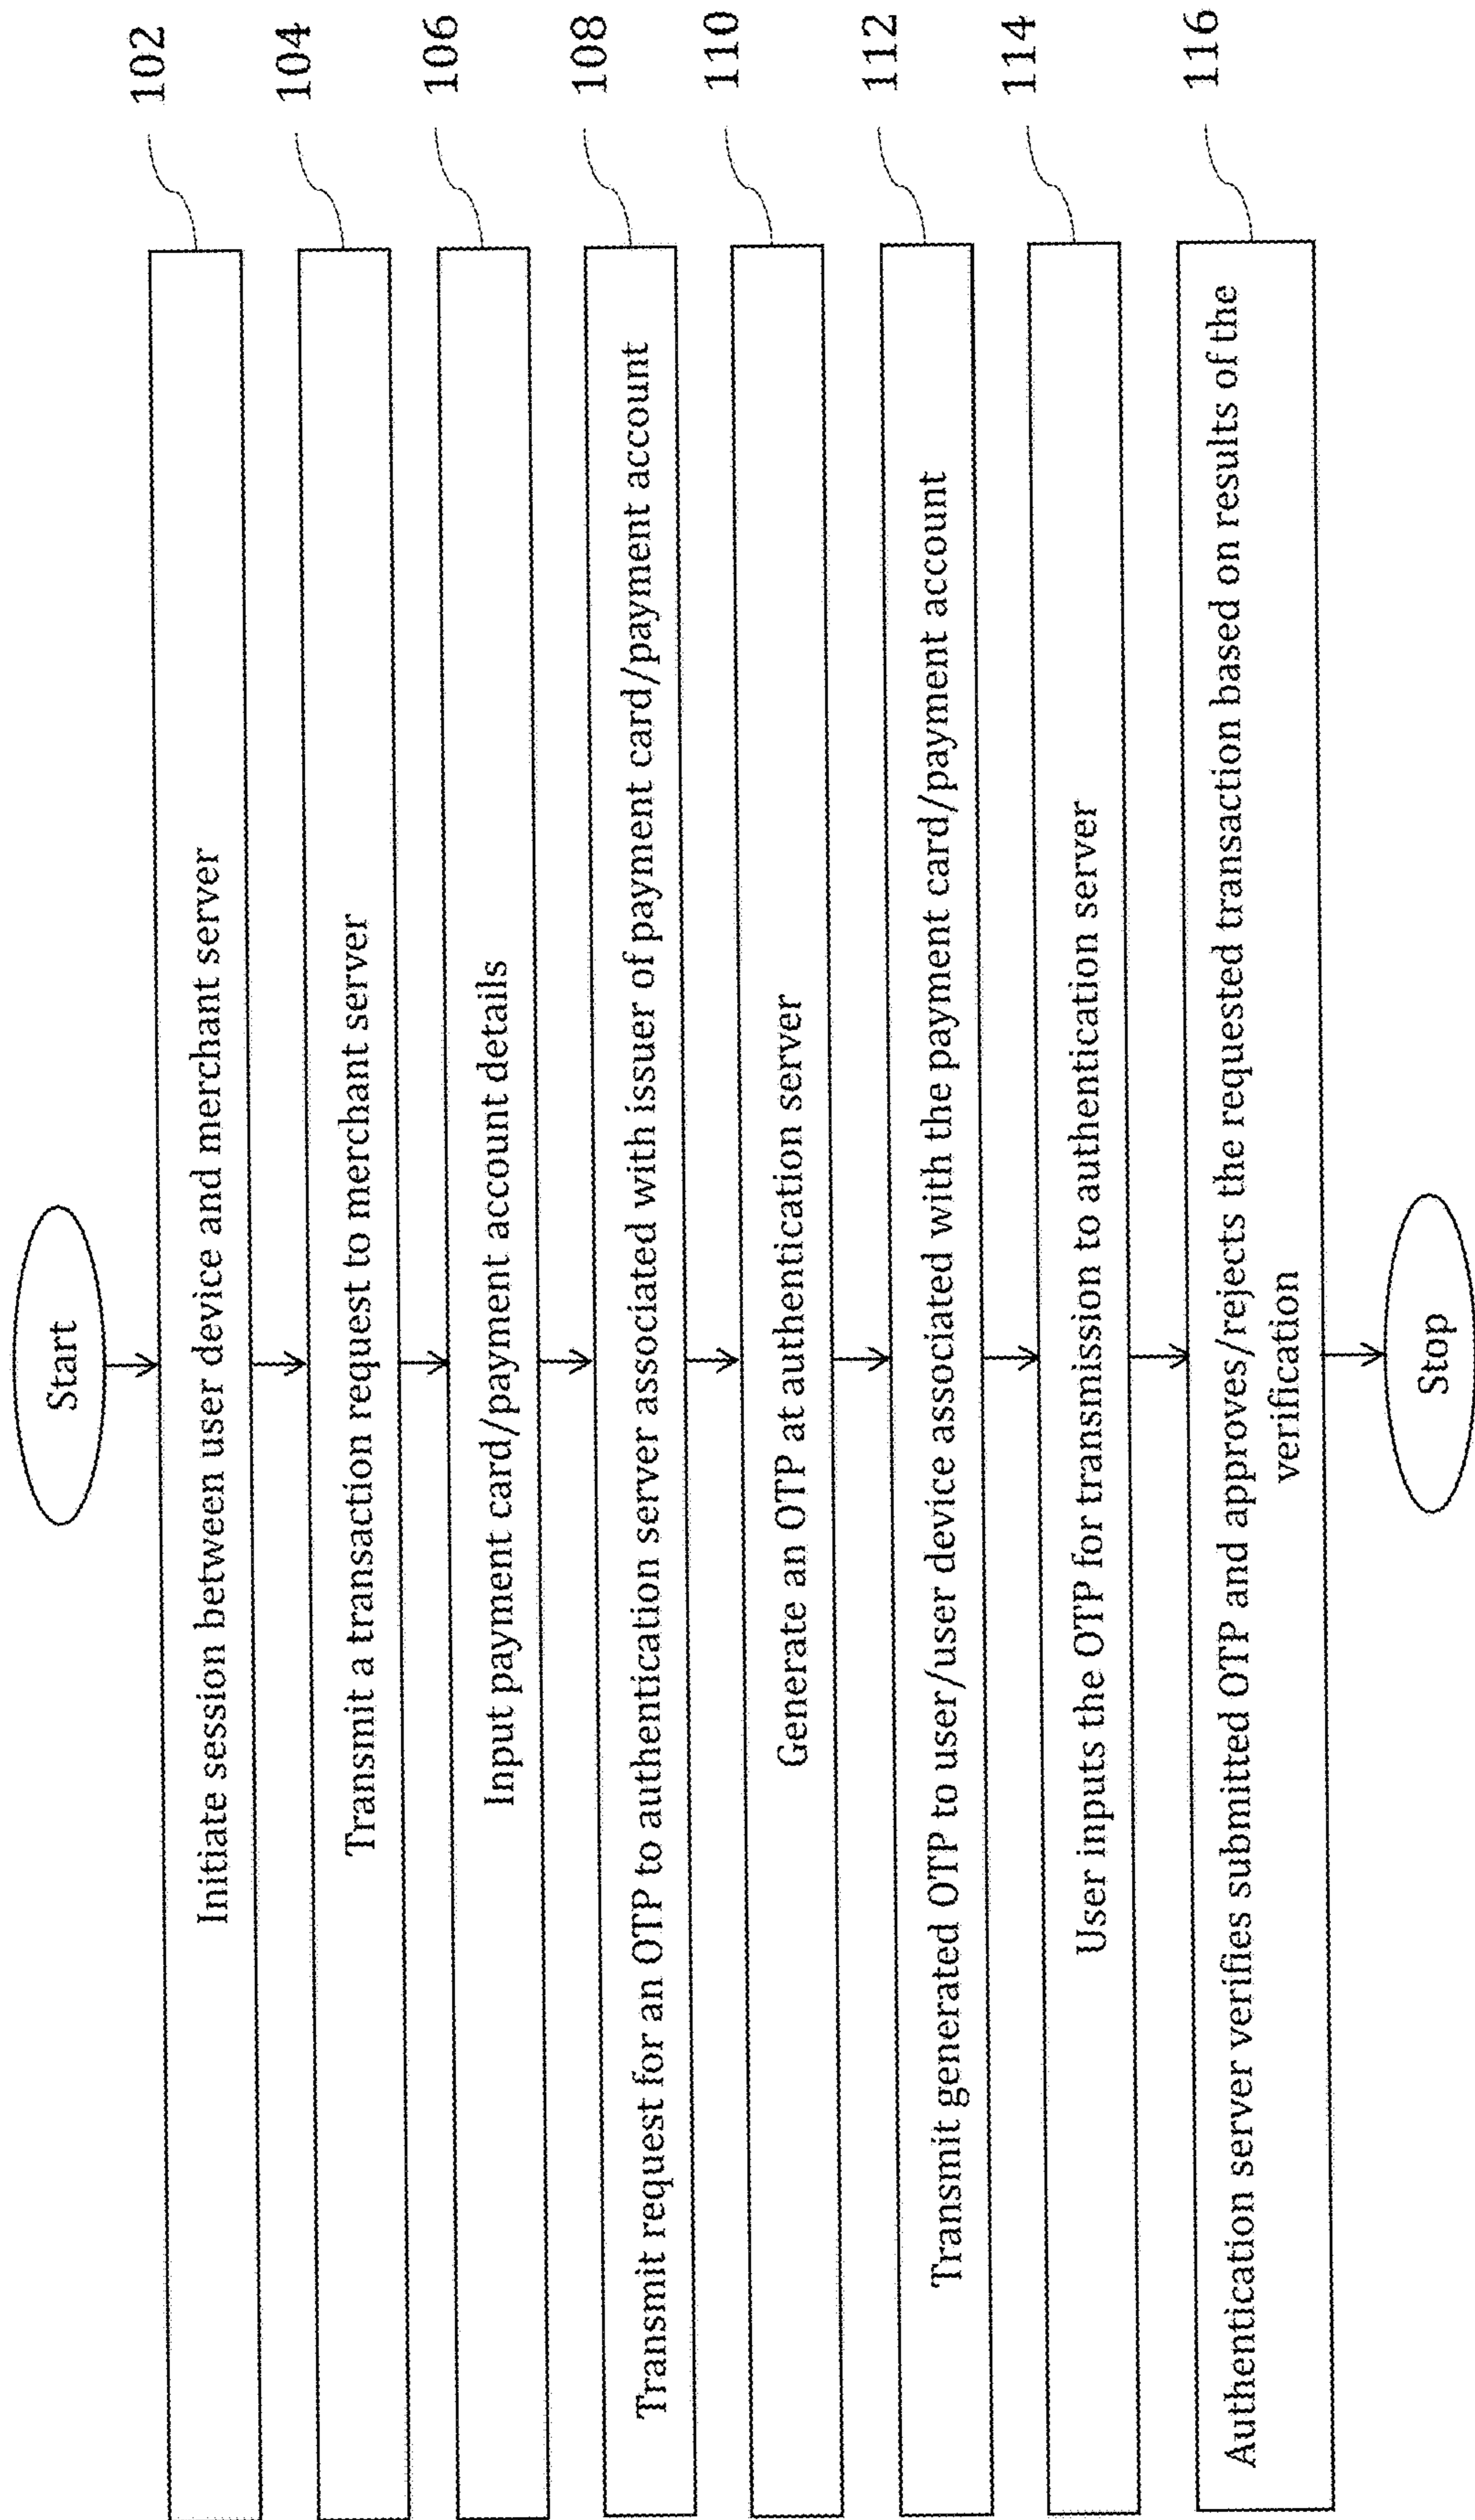 Start
Initiate session between user device and merchant server
102
Transmit a transaction request to merchant server
104
Input payment card/payment account details
106
Transmit request for an OTP to authentication server associated with issuer of payment card/payment account
108
Generate an OTP at authentication server
110
Transmit generated OTP to user/user device associated with the payment card/payment account
112
User inputs the OTP for transmission to authentication server
114
Authentication server verifies submitted OTP and approves/rejects the requested transaction based on results of the
verification
116
Stop